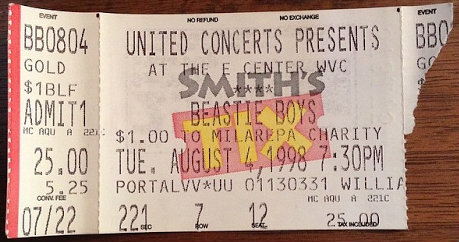 EVENT
NO REFUND
NO EXCHANGE
EVENT
BB0804
UNITED CONCERTS PRESENTS
BB0
GOLD
AT THE E CENTER WVC
GOLD
$1BLF
SMITH'S
****
ADMIT1
BEASTIE BOYS
MC AQU A 221C
$1.00 TO MILAREPA CHARITY
TIX
25.00
TUE. AUGUST 4,1998 7:30PM
5.25
PORTALVV*UU 01130331 WILLIA
CONV. FEE
MC AQU A 221C
07/22
221 SEC
7 ROW
12 SEAT
25.00
TAX INCLUDED